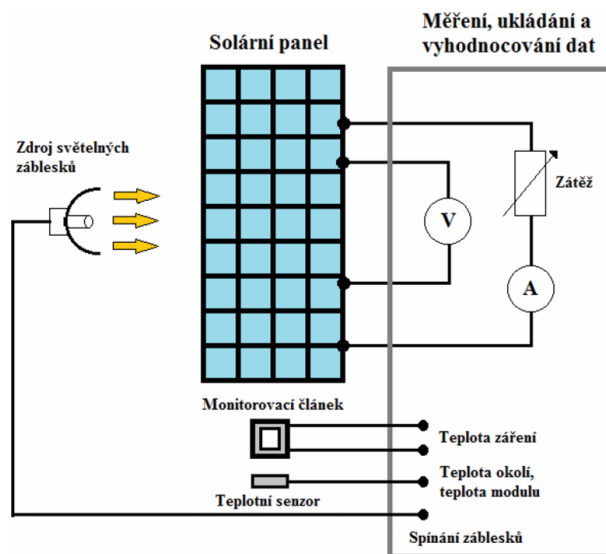 Měření, ukládání a
vyhodnocování dat
Solární panel
Zdroj světelných
záblesků
Zátěž
V
A
Monitorovací článek
Teplota záření
Teplota okolí,
teplota modulu
Teplotní senzor
Spínání záblesků